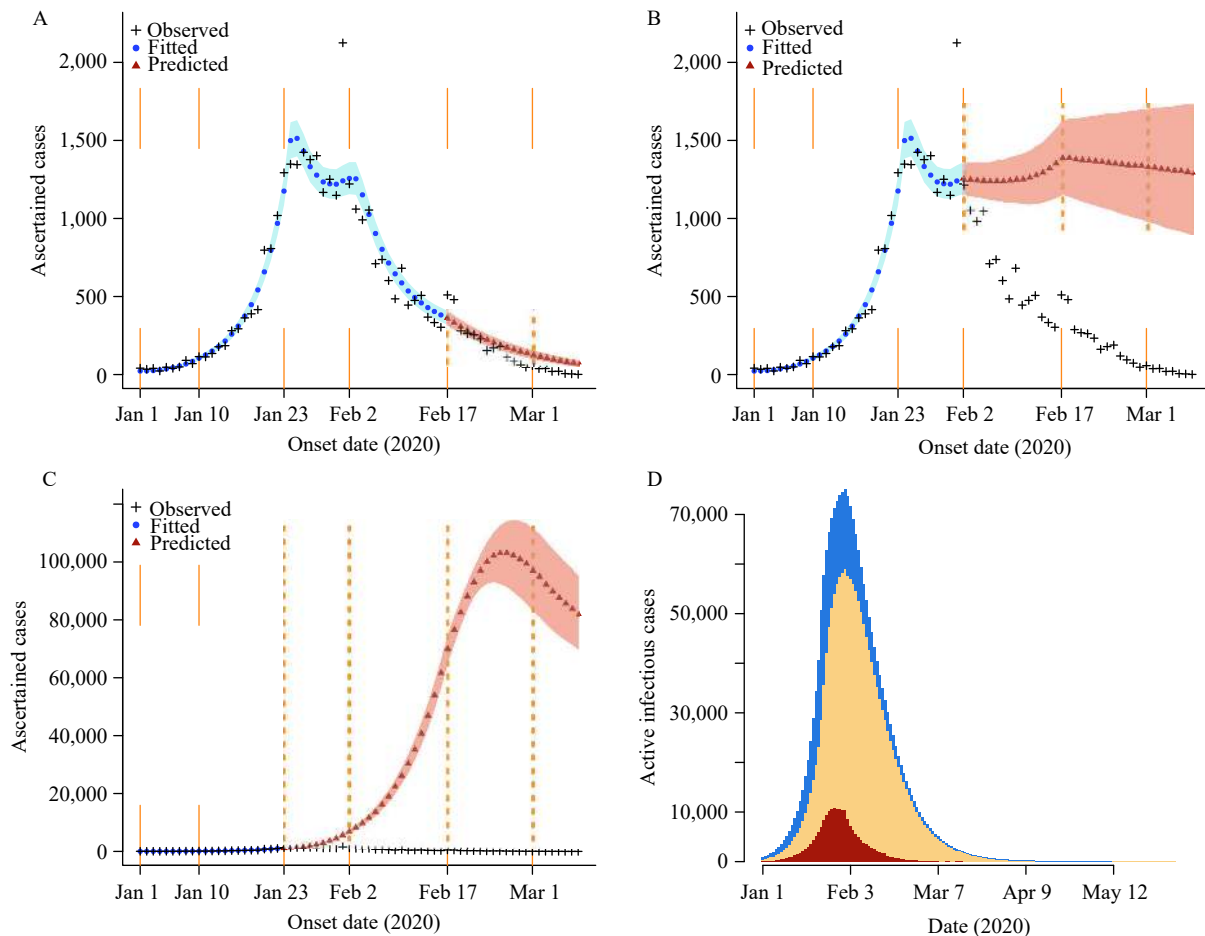 A
Observed
Fitted
Predicted
2,000
1,500
1,000
500
0
Ascertained cases
Jan 1
Jan 10
Jan 23
Feb 2
Feb 17
Mar 1
Onset date (2020)
B
Observed
Fitted
Predicted
2,000
1,500
1,000
500
0
Ascertained cases
Jan 1
Jan 10
Jan 23
Feb 2
Feb 17
Mar 1
Onset date (2020)
C
Observed
Fitted
Predicted
100,000
80,000
60,000
40,000
20,000
0
Ascertained cases
Jan 1
Jan 10
Jan 23
Feb 2
Feb 17
Mar 1
Onset date (2020)
D
70,000
50,000
30,000
10,000
0
Active infectious cases
Jan 1
Feb 3
Mar 7
Apr 9
May 12
Date (2020)